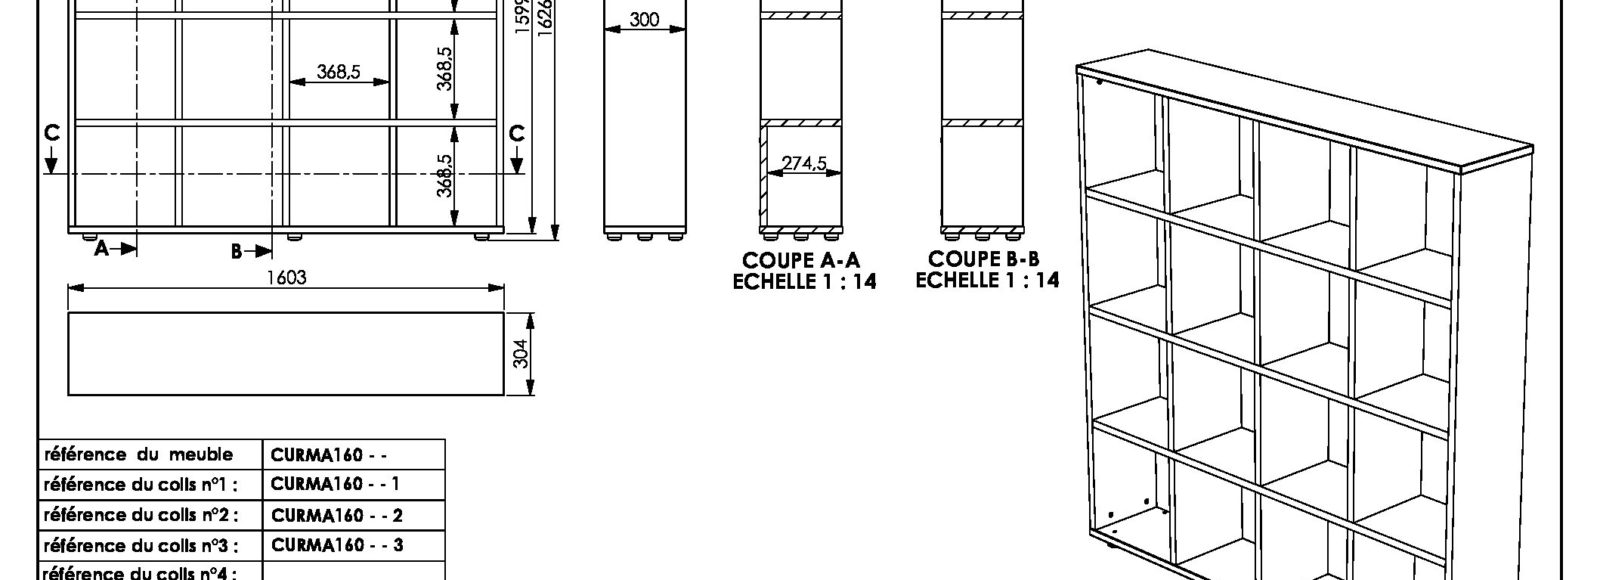 1599
1626
300
368,5
368,5
C
C
274,5
368,5
A
B
COUPE A-A
ECHELLE 1 : 14
COUPE B-B
ECHELLE 1 : 14
1603
304
référence du meuble CURMA160 - -
référence du colis n°1 : CURMA160 - - 1
référence du colis n°2 : CURMA160 - - 2
référence du colis n°3 : CURMA160 - - 3
référence du colis n°4 :